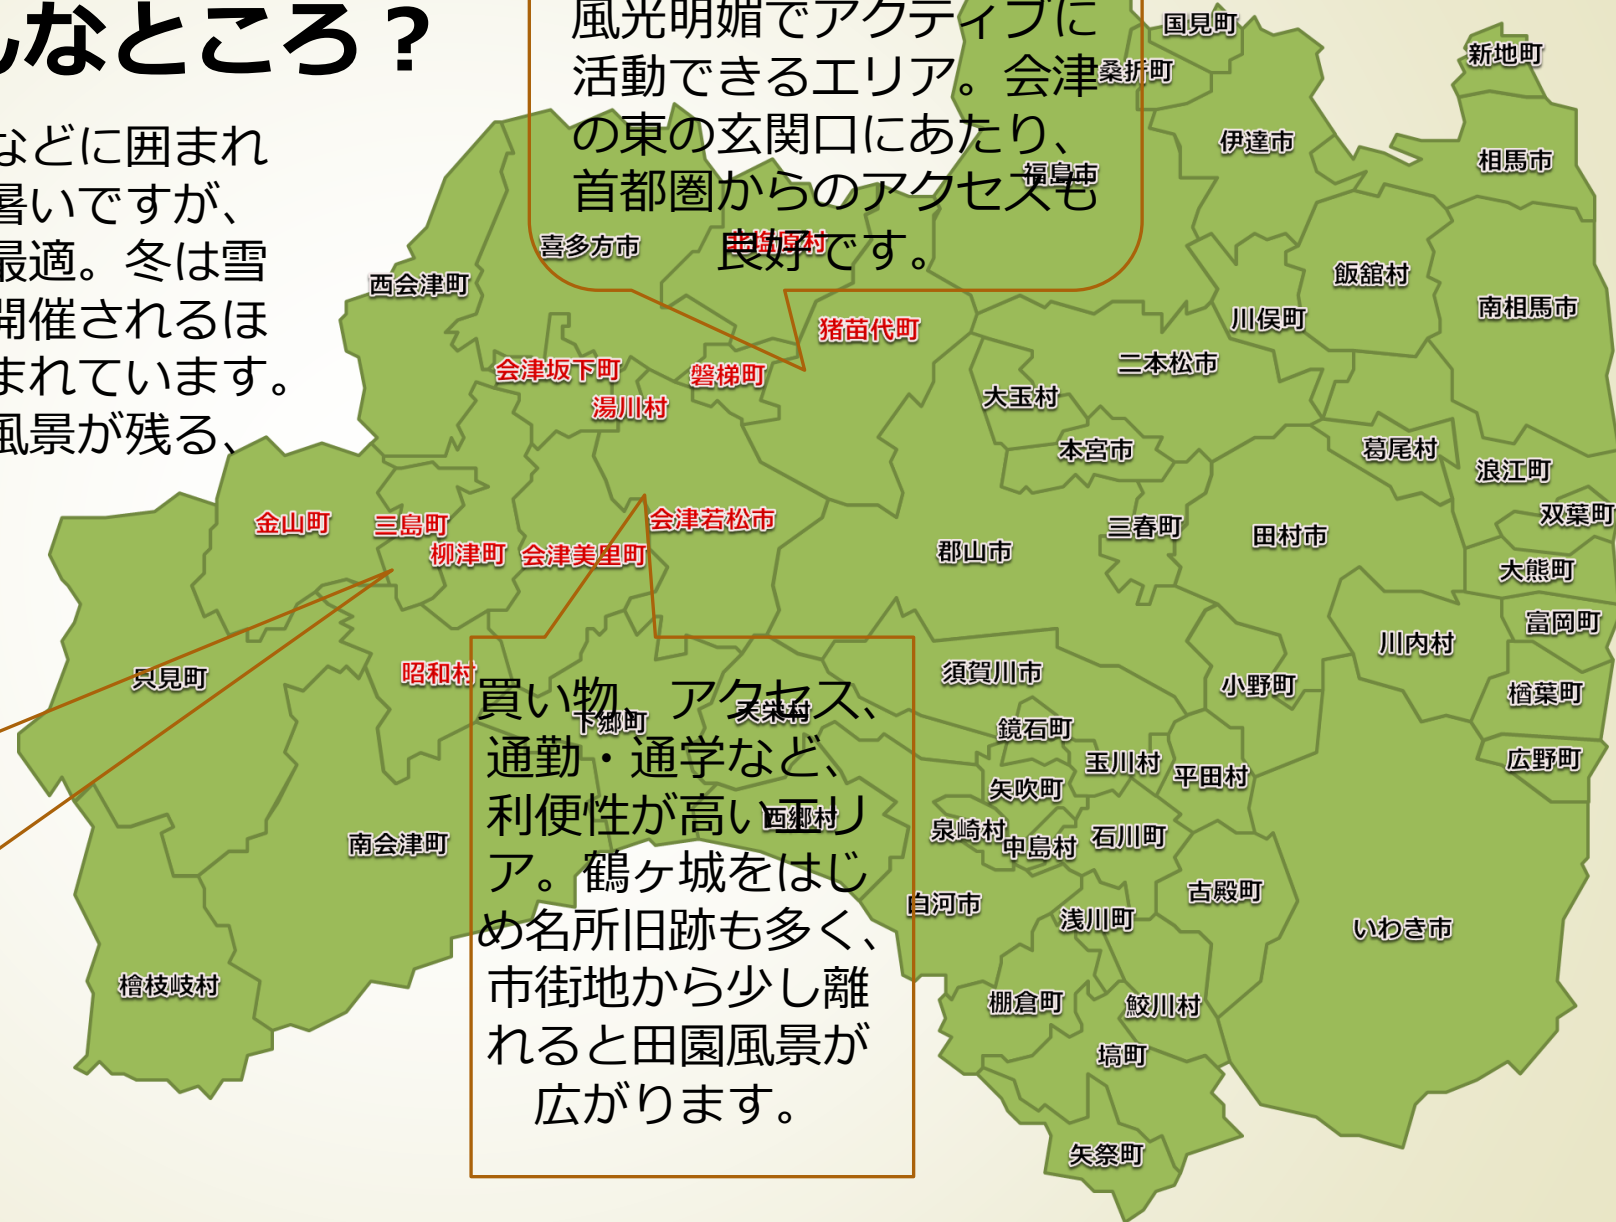 んなところ？
などに囲まれ
暑いですが、
最適。冬は雪
開催されるほ
まれています。
風景が残る、
風光明媚でアクティブに
活動できるエリア。会津
の東の玄関口にあたり、
首都圏からのアクセスも
良好です。
国見町
桑折町
新地町
伊達市
相馬市
福島市
喜多方市
北塩原村
西会津町
飯舘村
南相馬市
川俣町
猪苗代町
二本松市
会津坂下町
磐梯町
湯川村
大玉村
本宮市
葛尾村
浪江町
双葉町
金山町
三島町
柳津町
会津美里町
会津若松市
郡山市
三春町
田村市
大熊町
富岡町
川内村
楢葉町
広野町
只見町
昭和村
下郷町
天栄村
須賀川市
小野町
鏡石町
玉川村
平田村
矢吹町
泉崎村
中島村
石川町
西郷村
南会津町
白河市
浅川町
古殿町
いわき市
檜枝岐村
棚倉町
鮫川村
塙町
矢祭町
買い物、アクセス、
通勤・通学など、
利便性が高いエリ
ア。鶴ヶ城をはじ
め名所旧跡も多く、
市街地から少し離
れると田園風景が
広がります。